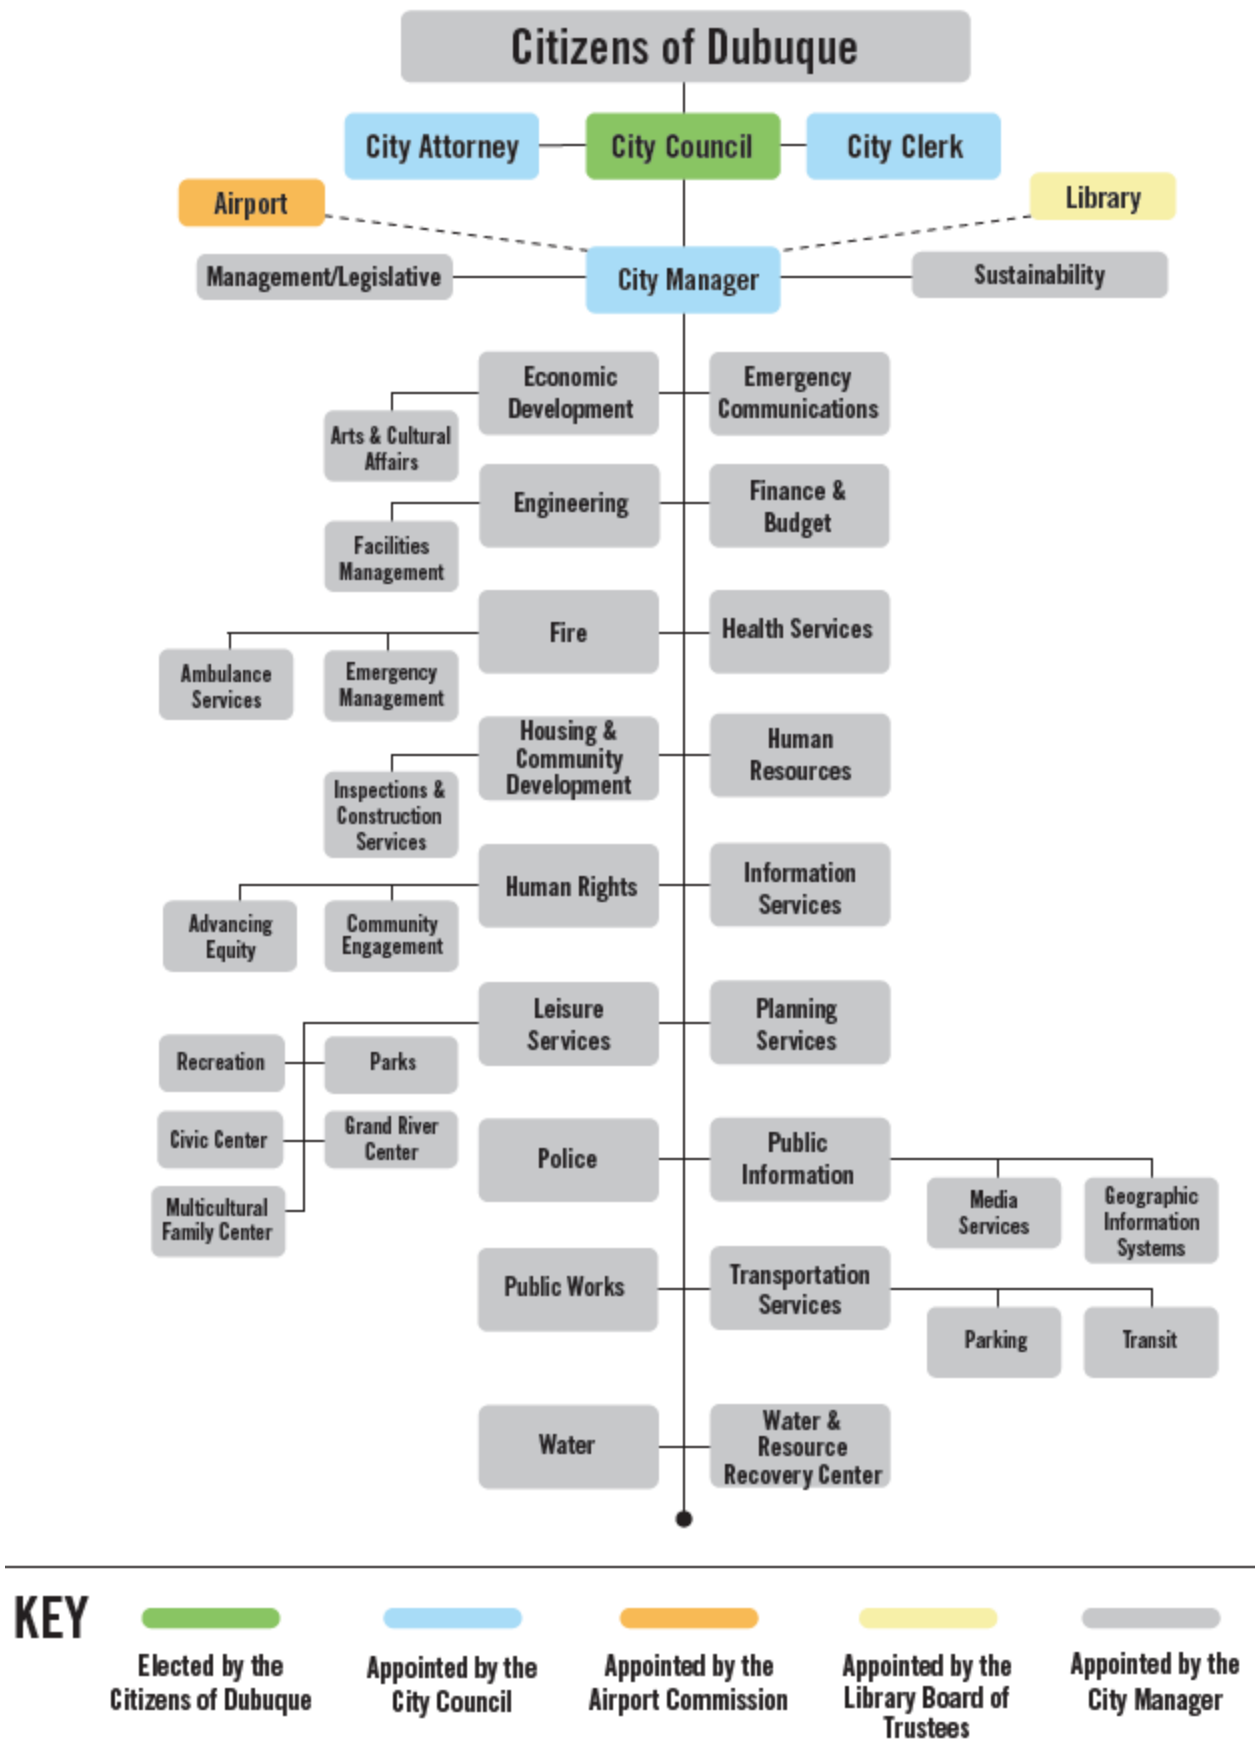 Citizens of Dubuque
City Attorney
City Council
City Clerk
Airport
Library
Management/Legislative
City Manager
Sustainability
Economic
Development
Emergency
Communications
Arts & Cultural
Affairs
Engineering
Finance &
Budget
Facilities
Management
Fire
Health Services
Ambulance
Services
Emergency
Management
Housing &
Community
Development
Human
Resources
Inspections &
Construction
Services
Human Rights
Information
Services
Advancing
Equity
Community
Engagement
Leisure
Services
Planning
Services
Recreation
Parks
Civic Center
Grand River
Center
Multicultural
Family Center
Police
Public
Information
Media
Services
Geographic
Information
Systems
Public Works
Transportation
Services
Parking
Transit
Water
Water &
Resource
Recovery Center
KEY
Elected by the
Citizens of Dubuque
Appointed by the
City Council
Appointed by the
Airport Commission
Appointed by the
Library Board of
Trustees
Appointed by the
City Manager